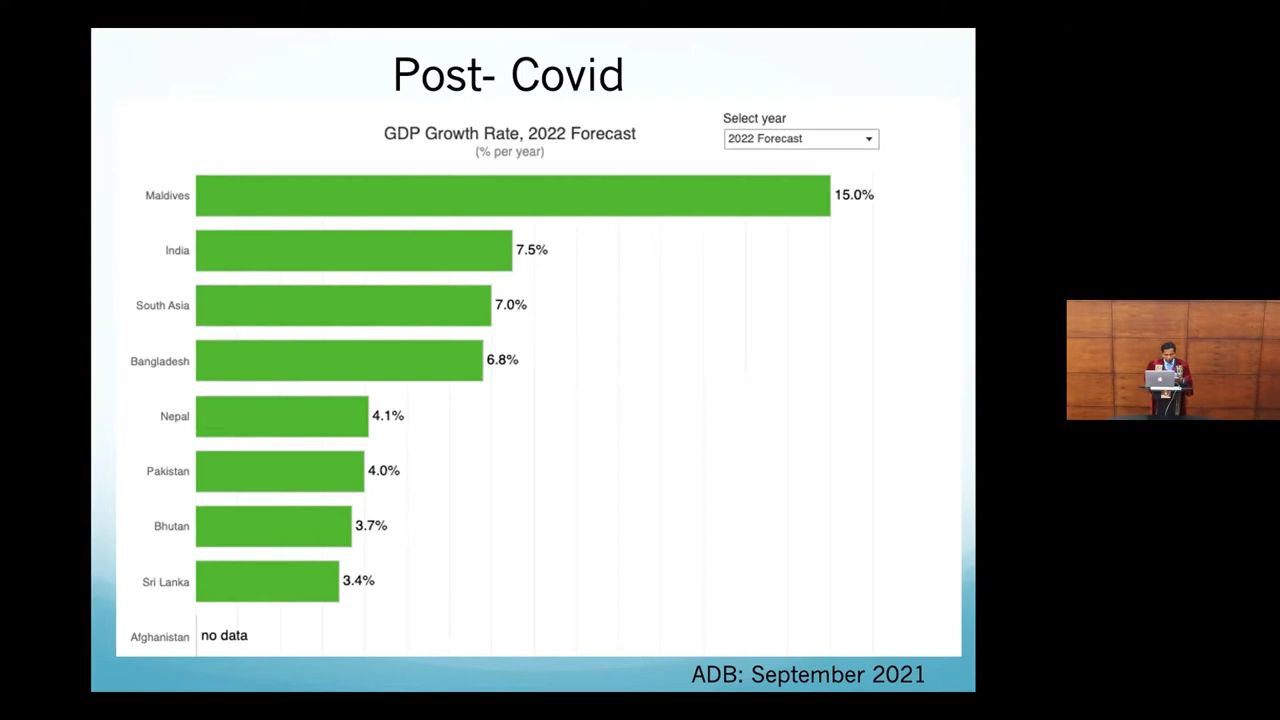 Post- Covid
GDP Growth Rate, 2022 Forecast
(% per year)
Select year
2022 Forecast
Maldives 15.0%
India 7.5%
South Asia 7.0%
Bangladesh 6.8%
Nepal 4.1%
Pakistan 4.0%
Bhutan 3.7%
Sri Lanka 3.4%
Afghanistan no data
ADB: September 2021